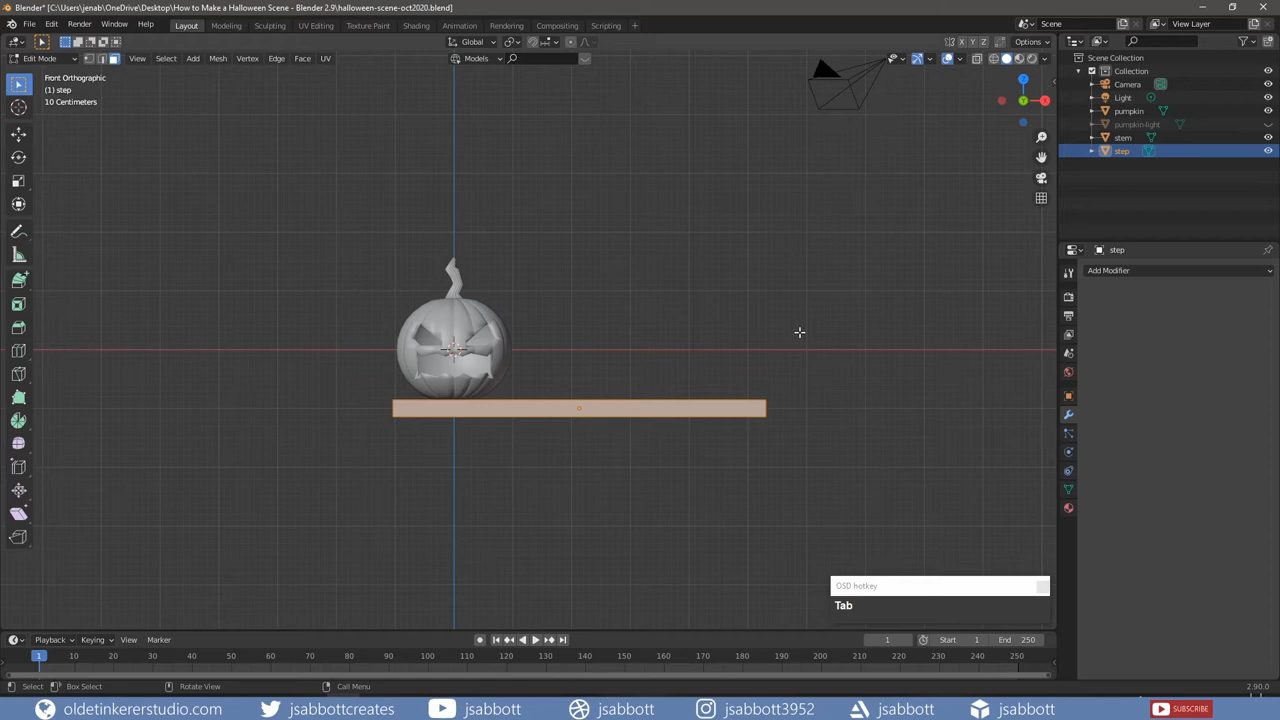 Blender* [C:\Users\jenab\OneDrive\Desktop\How to Make a Halloween Scene - Blender 2.9\halloween-scene-oct2020.blend]
File Edit Render Window Help Layout Modeling Sculpting UV Editing Texture Paint Shading Animation Rendering Compositing Scripting + Scene View Layer
Global X Y Z Options
Edit Mode View Select Add Mesh Vertex Edge Face UV Models
Front Orthographic
(1) step
10 Centimeters
Scene Collection
Collection
Camera
Light
pumpkin
pumpkin-light
stem
step
step
Add Modifier
OSD hotkey
Tab
Playback Keying View Marker 1 Start 1 End 250
1 10 20 30 40 50 60 70 80 90 100 110 120 130 140 150 160 170 180 190 200 210 220 230 240 250
Select Box Select Rotate View Call Menu 2.90.0
oldetinkererstudio.com jsabbottcreates jsabbott jsabbott jsabbott3952 jsabbott jsabbott SUBSCRIBE